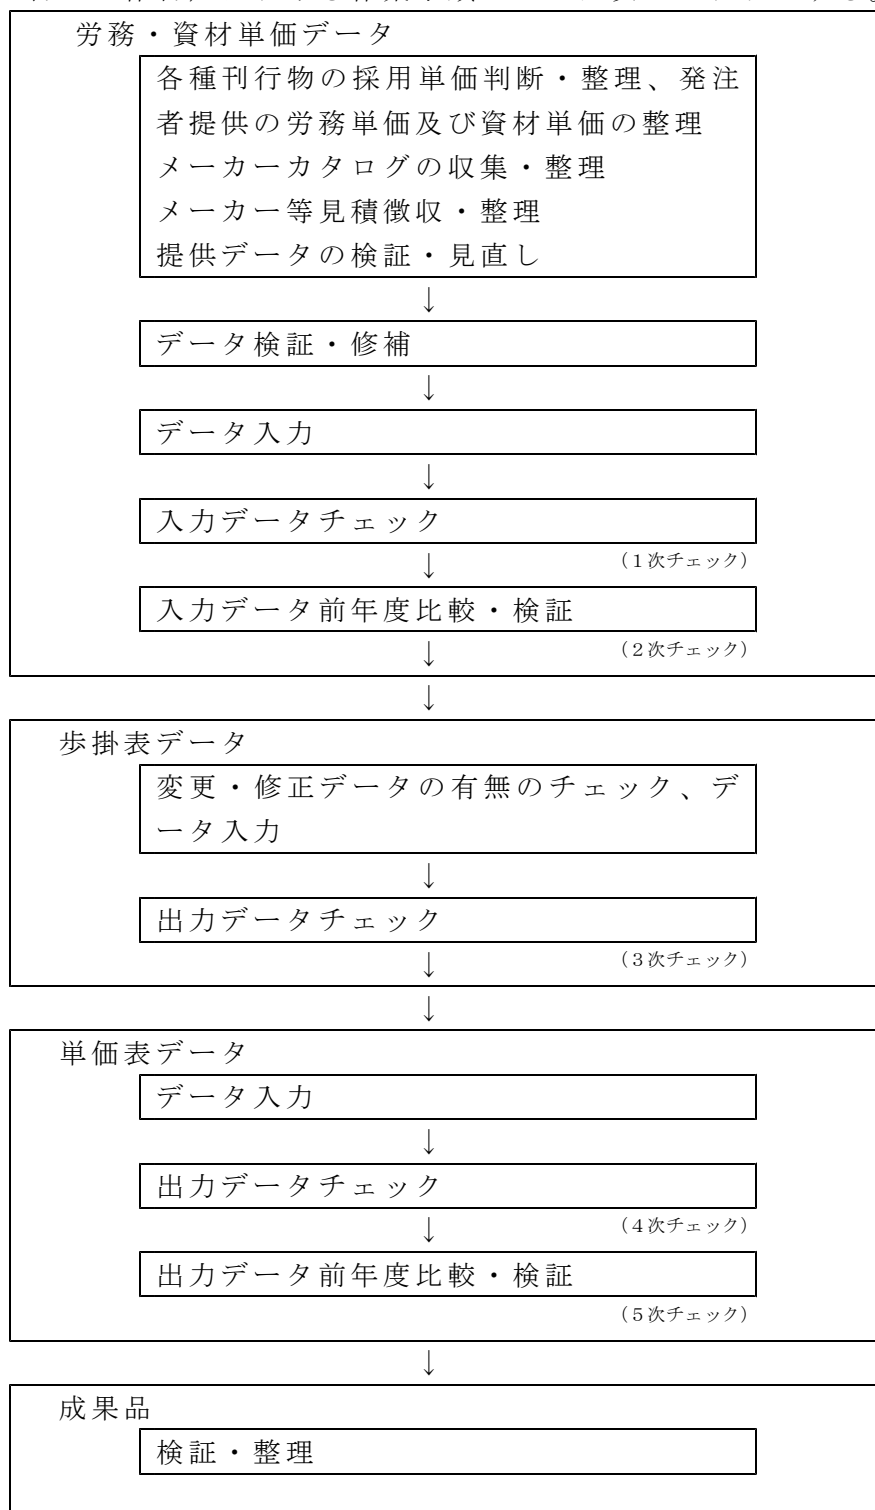 労務・資材単価データ
各種刊行物の採用単価判断・整理、発注
者提供の労務単価及び資材単価の整理
メーカーカタログの収集・整理
メーカー等見積徴収・整理
提供データの検証・見直し
↓
データ検証・修補
↓
データ入力
↓
入力データチェック
↓ （１次チェック）
入力データ前年度比較・検証
↓ （２次チェック）
↓
歩掛表データ
変更・修正データの有無のチェック、デ
ータ入力
↓
出力データチェック
↓ （３次チェック）
↓
単価表データ
データ入力
↓
出力データチェック
↓ （４次チェック）
出力データ前年度比較・検証
（５次チェック）
↓
成果品
検証・整理